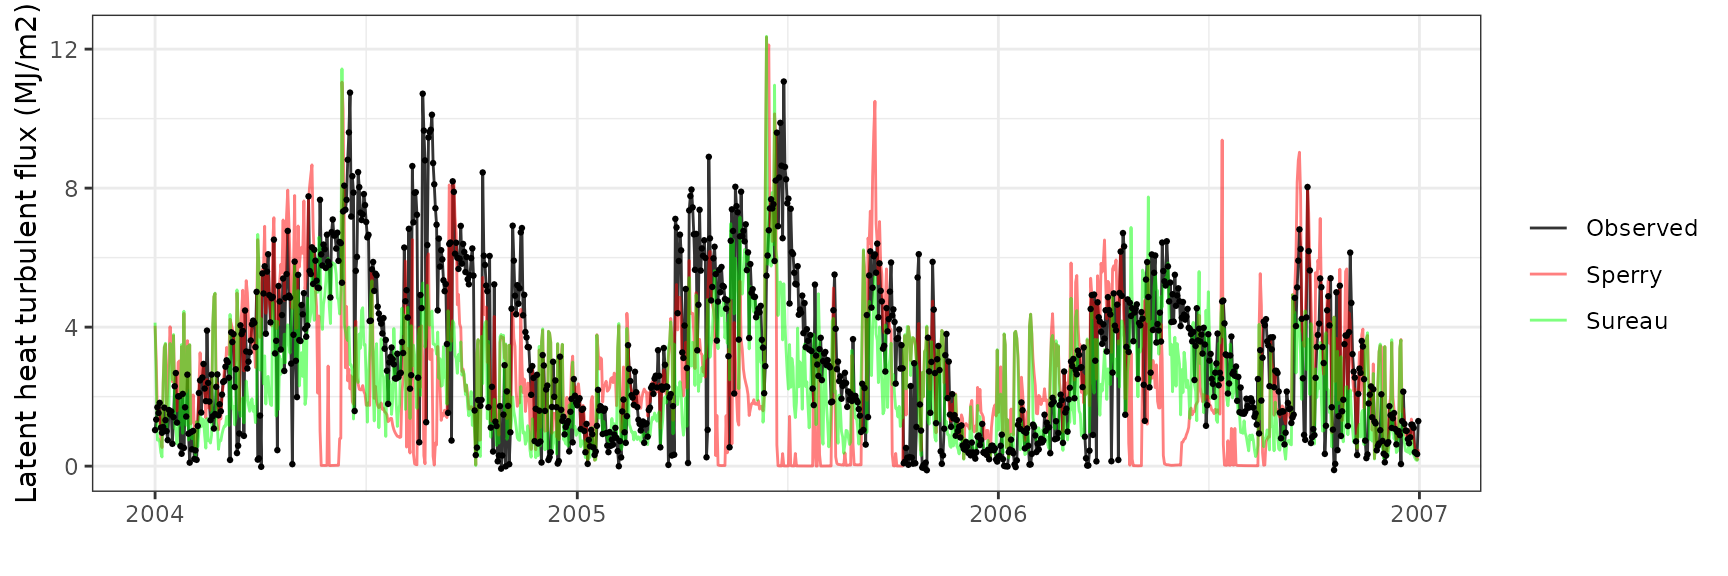 Latent heat turbulent flux (MJ/m2)
12
8
4
0
2004
2005
2006
2007
Observed
Sperry
Sureau